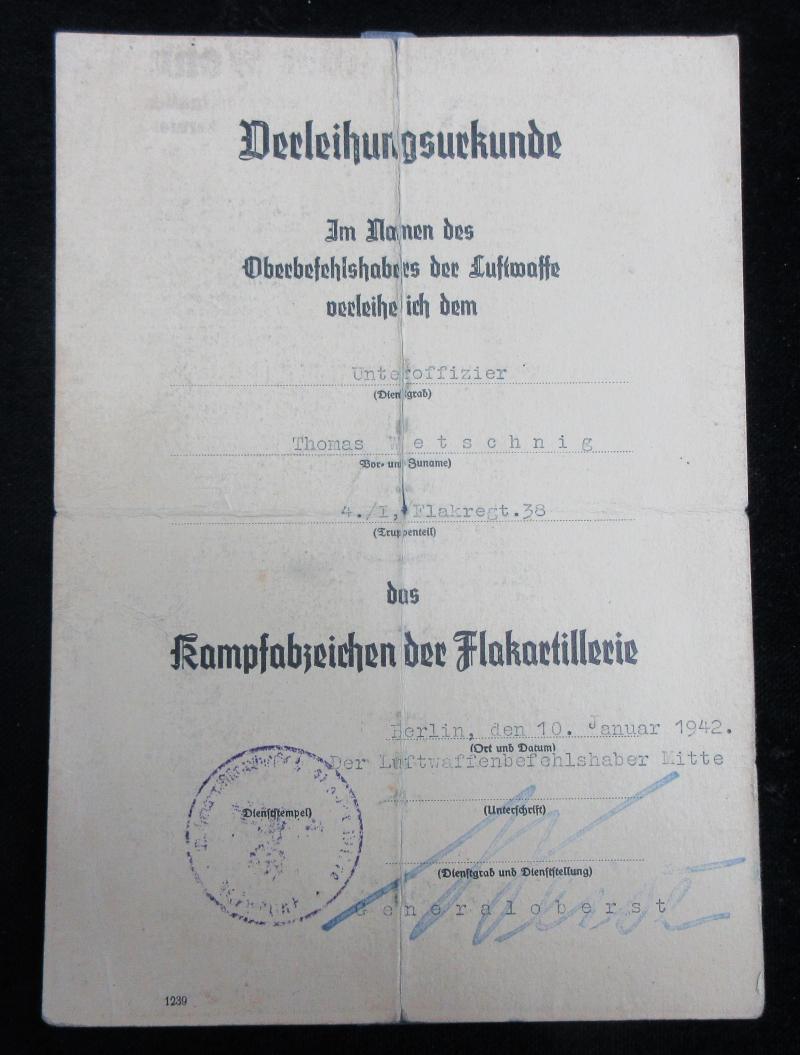 Verleihungsurkunde
Im Namen des
Oberbefehlshabers der Luftwaffe
verleihe ich dem
Unteroffizier
(Dienstgrad)
Thomas Wetschnig
(Vor- und Zuname)
4./I, Flakregt.38
(Truppenteil)
das
Kampfabzeichen der Flakartillerie
Berlin, den 10. Januar 1942.
(Ort und Datum)
Der Luftwaffenbefehlshaber Mitte
(Dienststempel)
(Unterschrift)
(Dienstgrad und Dienststellung)
Generaloberst
1239